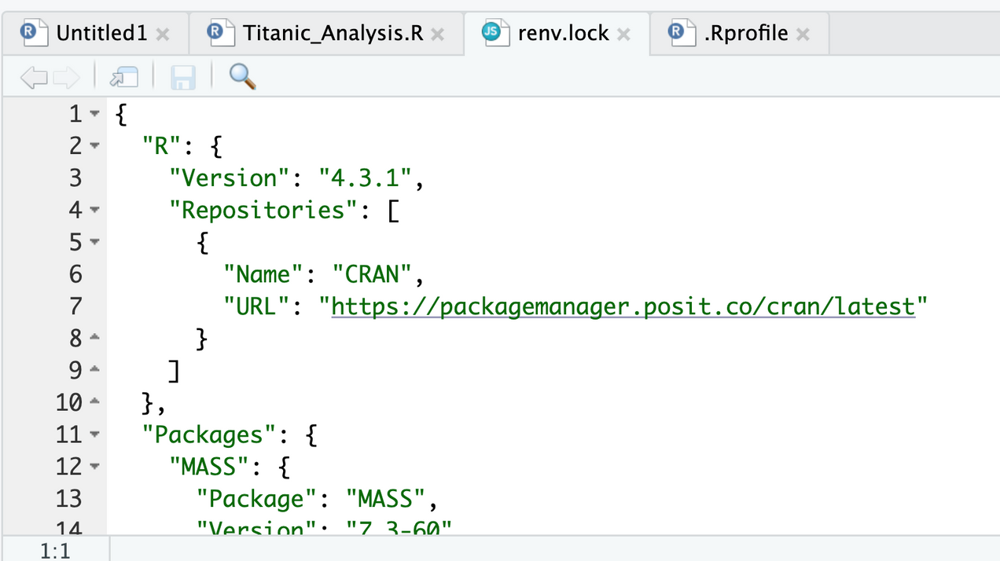 Untitled1
Titanic_Analysis.R
renv.lock
.Rprofile
1 {
2   "R": {
3     "Version": "4.3.1",
4     "Repositories": [
5       {
6         "Name": "CRAN",
7         "URL": "https://packagemanager.posit.co/cran/latest"
8       }
9     ]
10   },
11   "Packages": {
12     "MASS": {
13       "Package": "MASS",
14       "Version": "7.3-60"
1:1